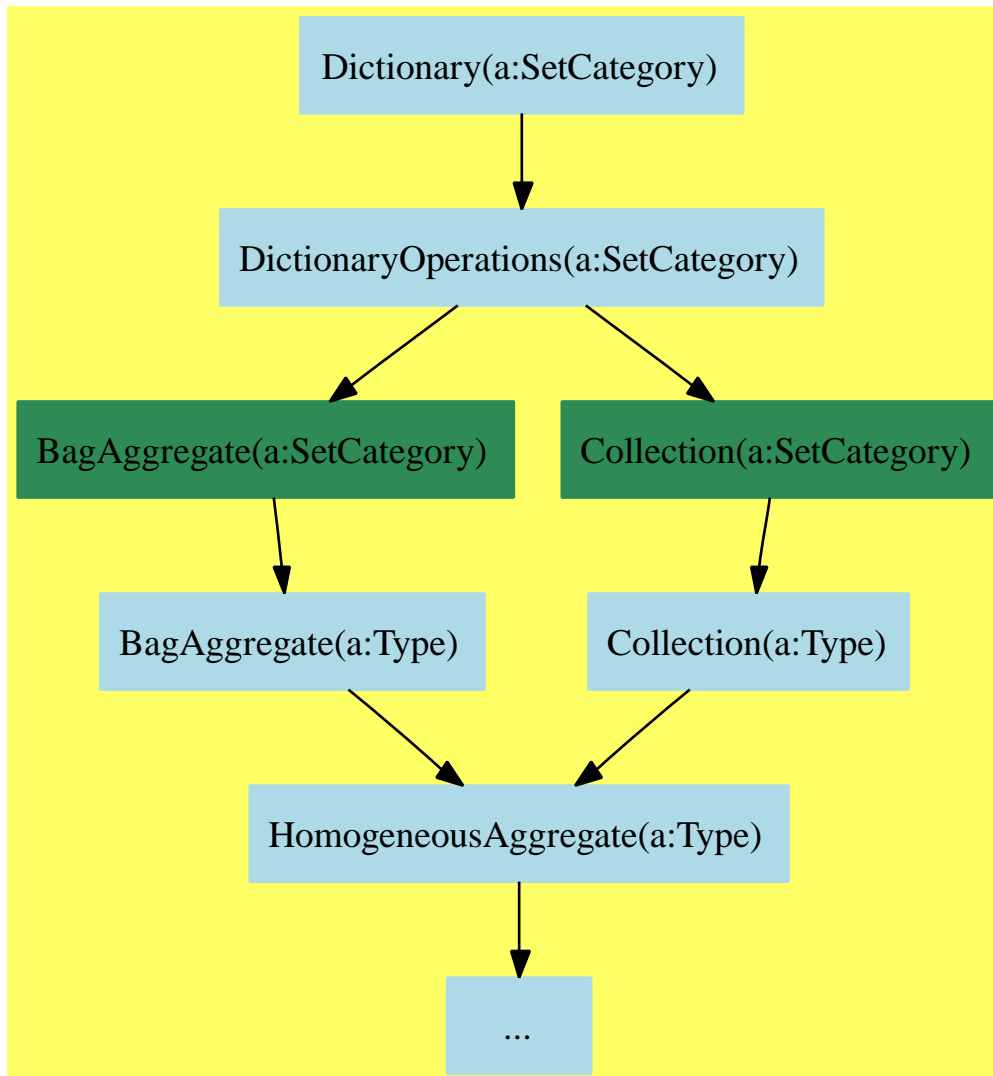 Dictionary(a:SetCategory)
DictionaryOperations(a:SetCategory)
BagAggregate(a:SetCategory)
Collection(a:SetCategory)
BagAggregate(a:Type)
Collection(a:Type)
HomogeneousAggregate(a:Type)
...